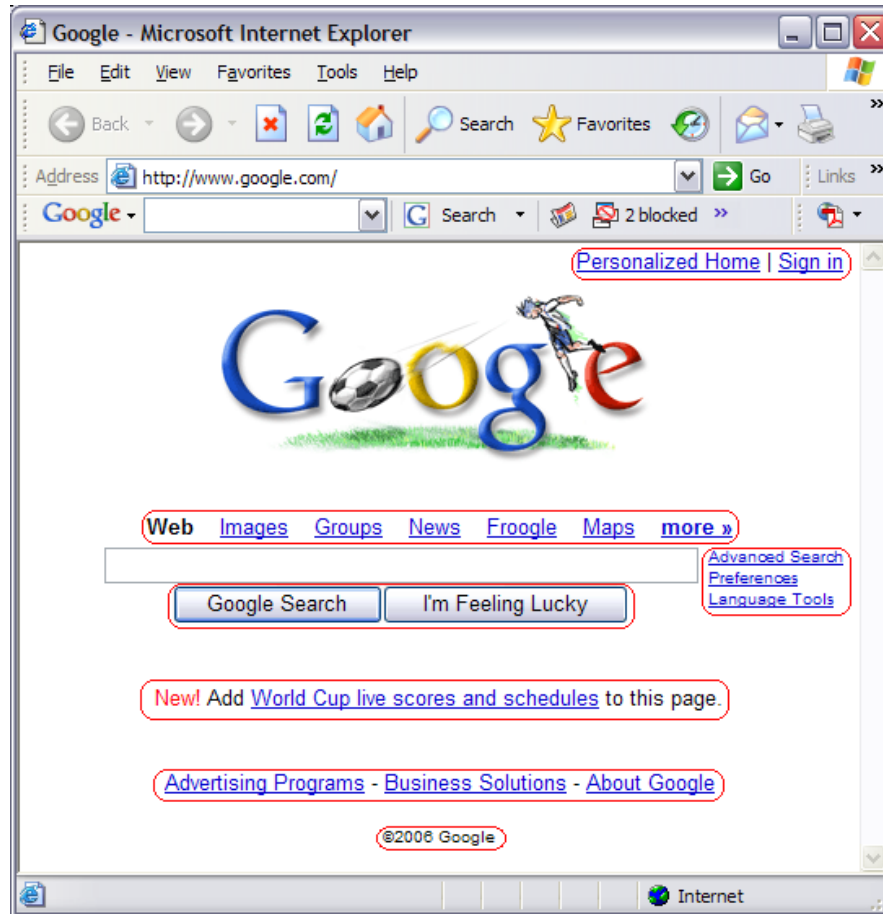 Google - Microsoft Internet Explorer
File Edit View Favorites Tools Help
Back Search Favorites »
Address http://www.google.com/ Go Links »
Google G Search 2 blocked »
Personalized Home | Sign in
Google
Web Images Groups News Froogle Maps more »
Advanced Search
Preferences
Language Tools
Google Search I'm Feeling Lucky
New! Add World Cup live scores and schedules to this page.
Advertising Programs - Business Solutions - About Google
©2006 Google
Internet